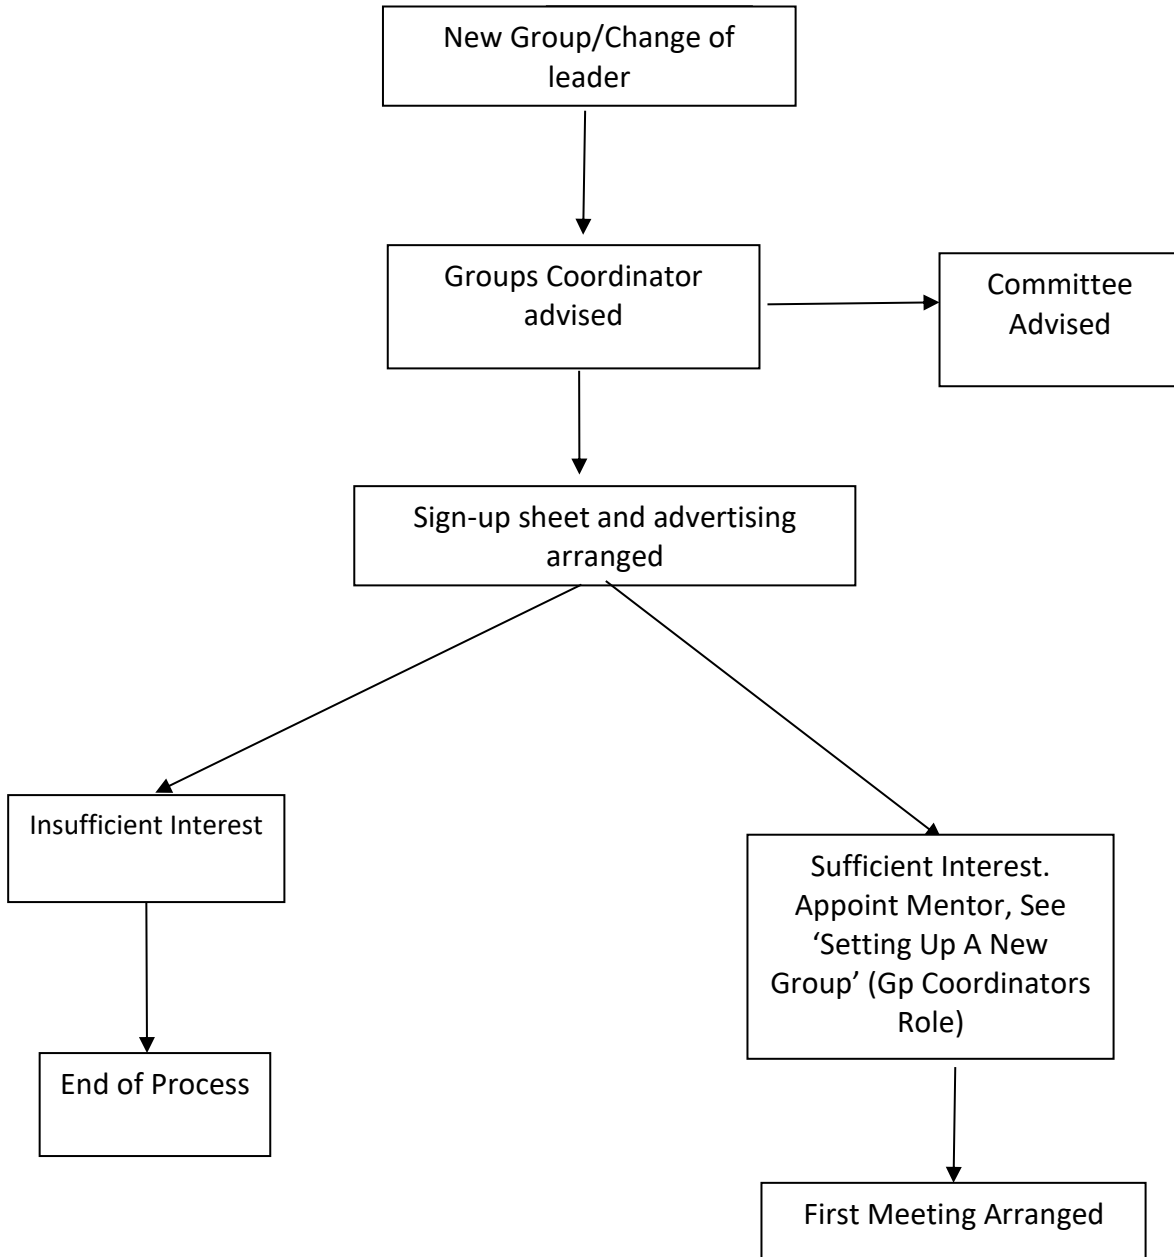 New Group/Change of
leader
Groups Coordinator
advised
Committee
Advised
Sign-up sheet and advertising
arranged
Insufficient Interest
Sufficient Interest.
Appoint Mentor, See
‘Setting Up A New
Group’ (Gp Coordinators
Role)
End of Process
First Meeting Arranged